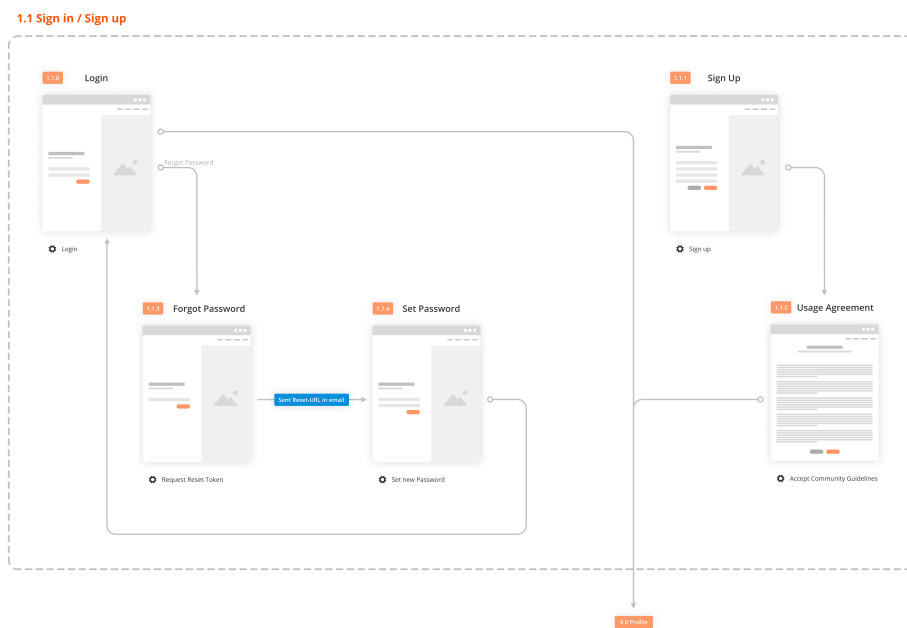 1.1 Sign in / Sign up
1.1.0 Login
1.1.1 Sign Up
Forgot Password
Login
Sign up
1.1.3 Forgot Password
1.1.4 Set Password
1.1.2 Usage Agreement
Sent Reset-URL in email
Request Reset-Token
Set new Password
Accept Community Guidelines
4.0 Profile